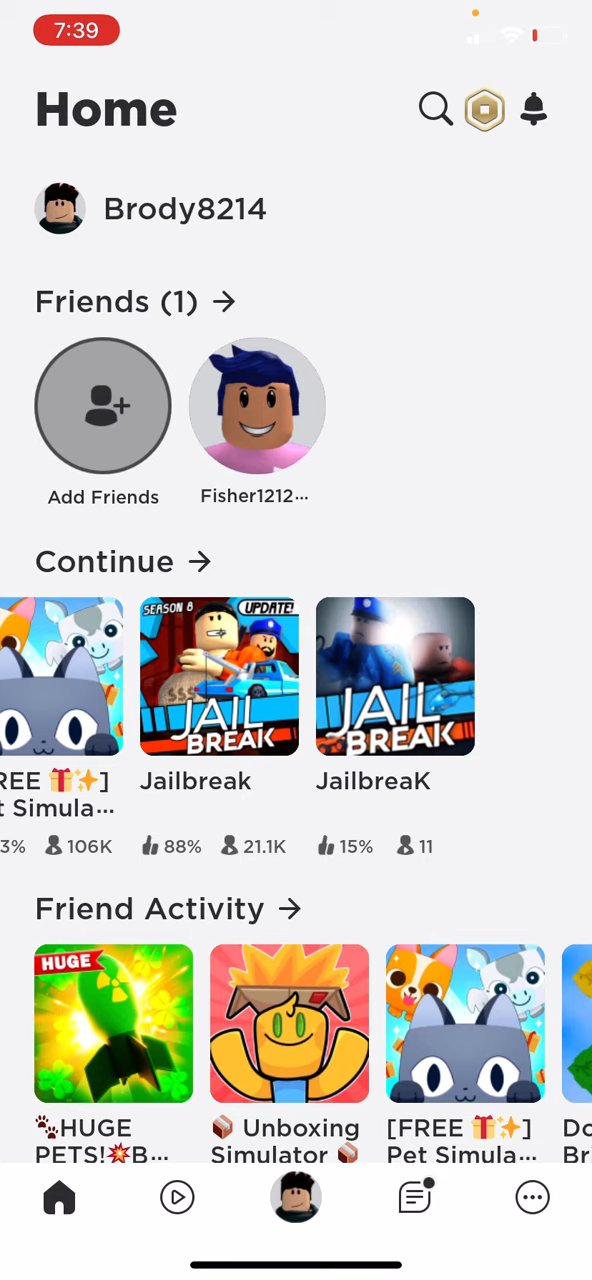 7:39
Home
Brody8214
Friends (1) →
Add Friends
Fisher1212...
Continue →
SEASON 8
UPDATE!
$$$
JAIL
BREAK
JAIL
BREAK
REE 🎁✨]
t Simula...
3% 106K
Jailbreak
88% 21.1K
JailbreaK
15% 11
Friend Activity →
HUGE
🐾HUGE
PETS!💥B...
📦 Unboxing
Simulator 📦
[FREE 🎁✨]
Pet Simula...
Do
Br